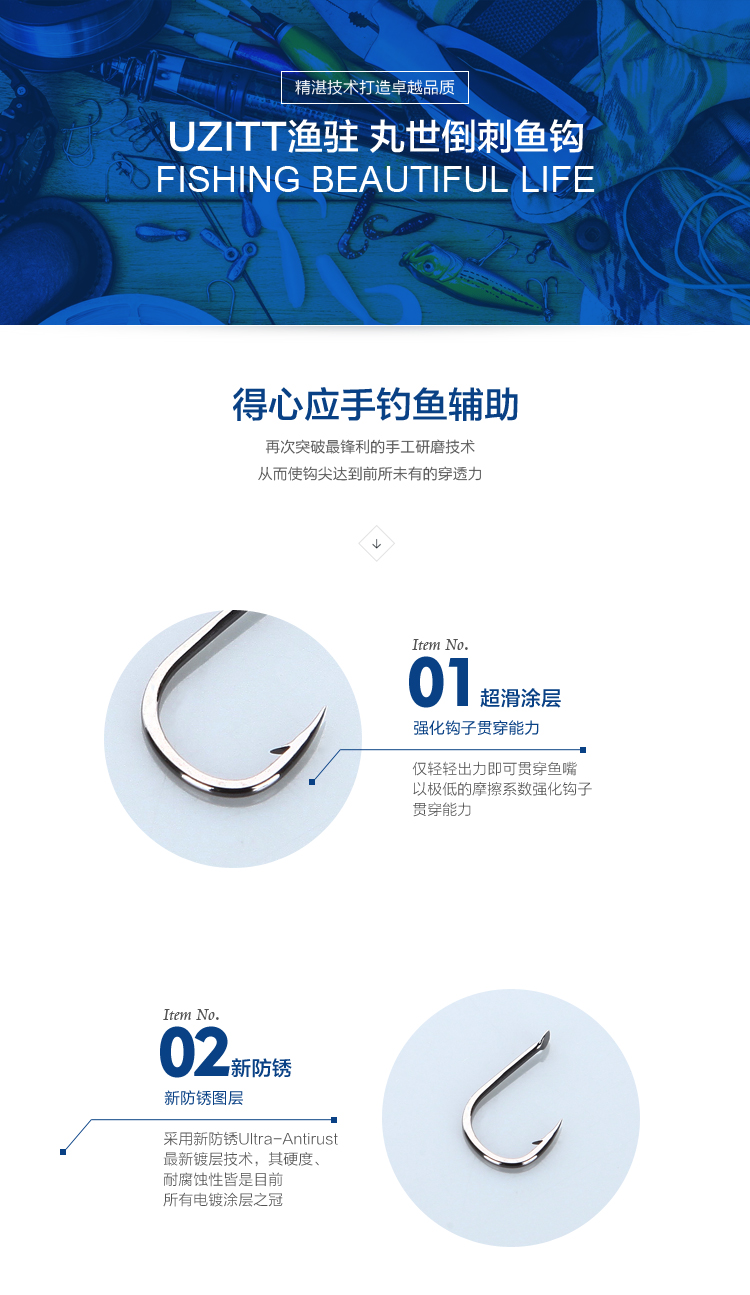 精湛技术打造卓越品质
UZITT渔驻 丸世倒刺鱼钩
FISHING BEAUTIFUL LIFE
得心应手钓鱼辅助
再次突破最锋利的手工研磨技术
从而使钩尖达到前所未有的穿透力
Item No.
01 超滑涂层
强化钩子贯穿能力
仅轻轻出力即可贯穿鱼嘴
以极低的摩擦系数强化钩子
贯穿能力
Item No.
02 新防锈
新防锈图层
采用新防锈Ultra-Antirust
最新镀层技术，其硬度、
耐腐蚀性皆是目前
所有电镀涂层之冠